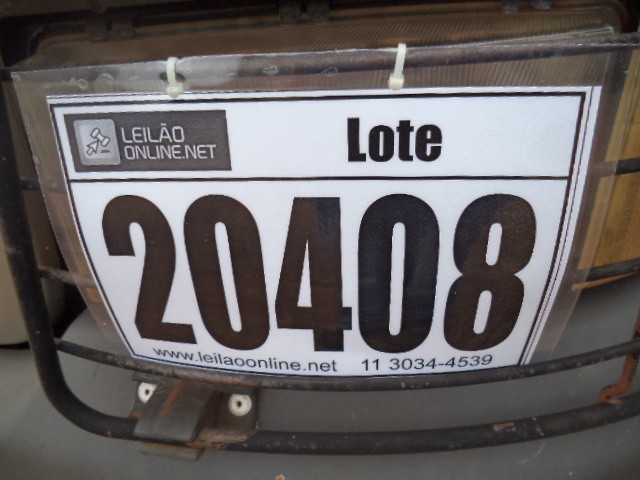 LEILÃO
ONLINE.NET
Lote
20408
www.leilaoonline.net 11 3034-4539